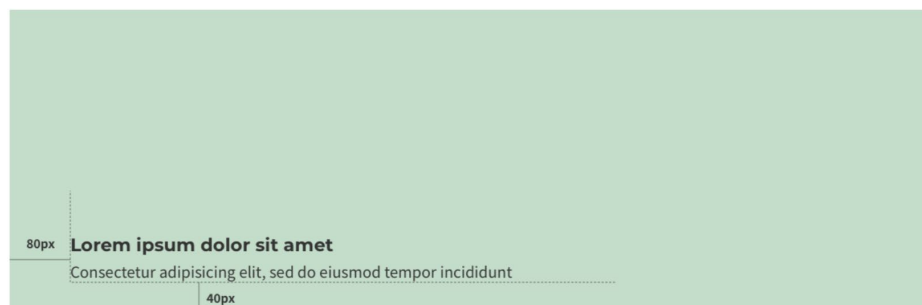 80px
Lorem ipsum dolor sit amet
Consectetur adipisicing elit, sed do eiusmod tempor incididunt
40px